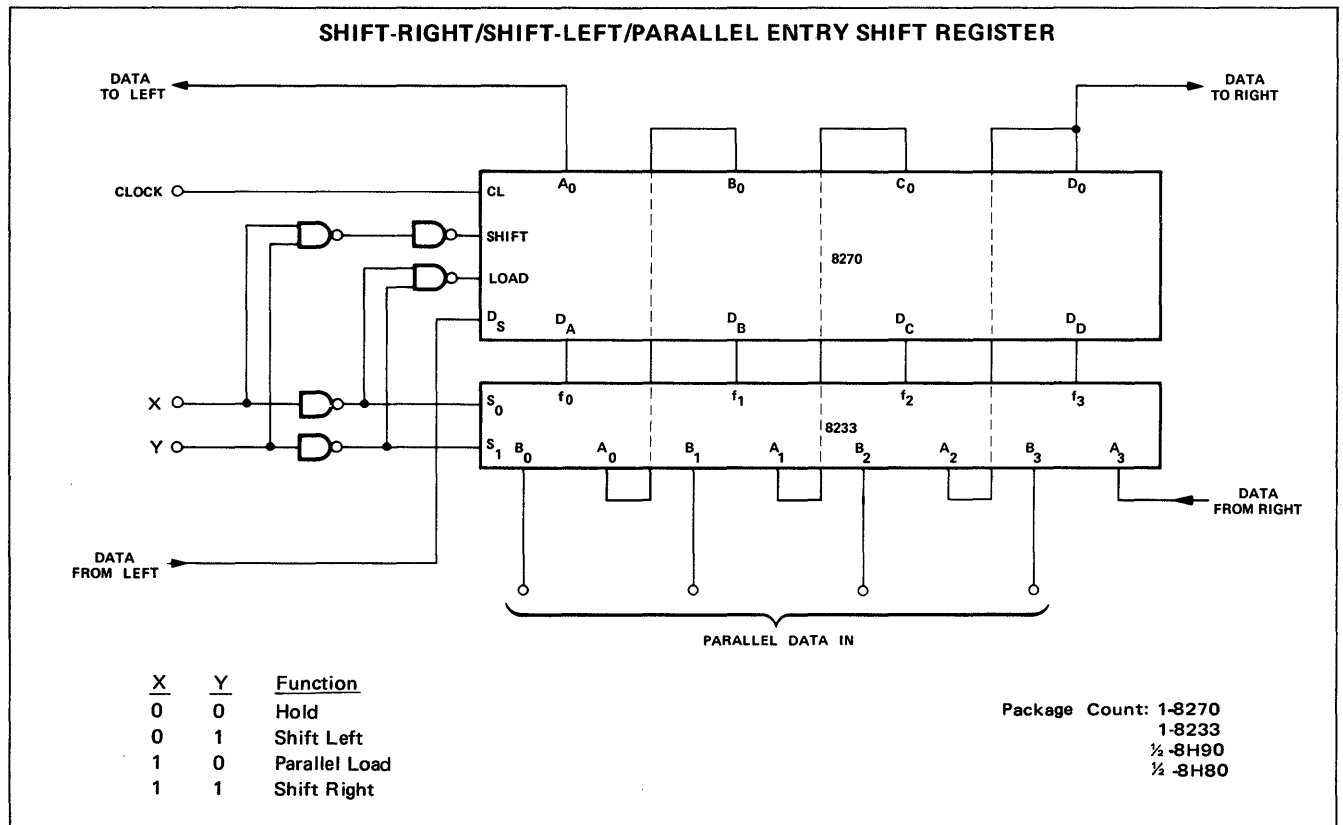 SHIFT-RIGHT/SHIFT-LEFT/PARALLEL ENTRY SHIFT REGISTER
DATA
TO LEFT
DATA
TO RIGHT
CLOCK
CL
A0
B0
C0
D0
SHIFT
LOAD
8270
DS
DA
DB
DC
DD
X
S0
f0
f1
f2
f3
8233
Y
S1
B0
A0
B1
A1
B2
A2
B3
A3
DATA
FROM RIGHT
DATA
FROM LEFT
PARALLEL DATA IN
X Y Function
0 0 Hold
0 1 Shift Left
1 0 Parallel Load
1 1 Shift Right
Package Count: 1-8270
1-8233
½-8H90
½-8H80